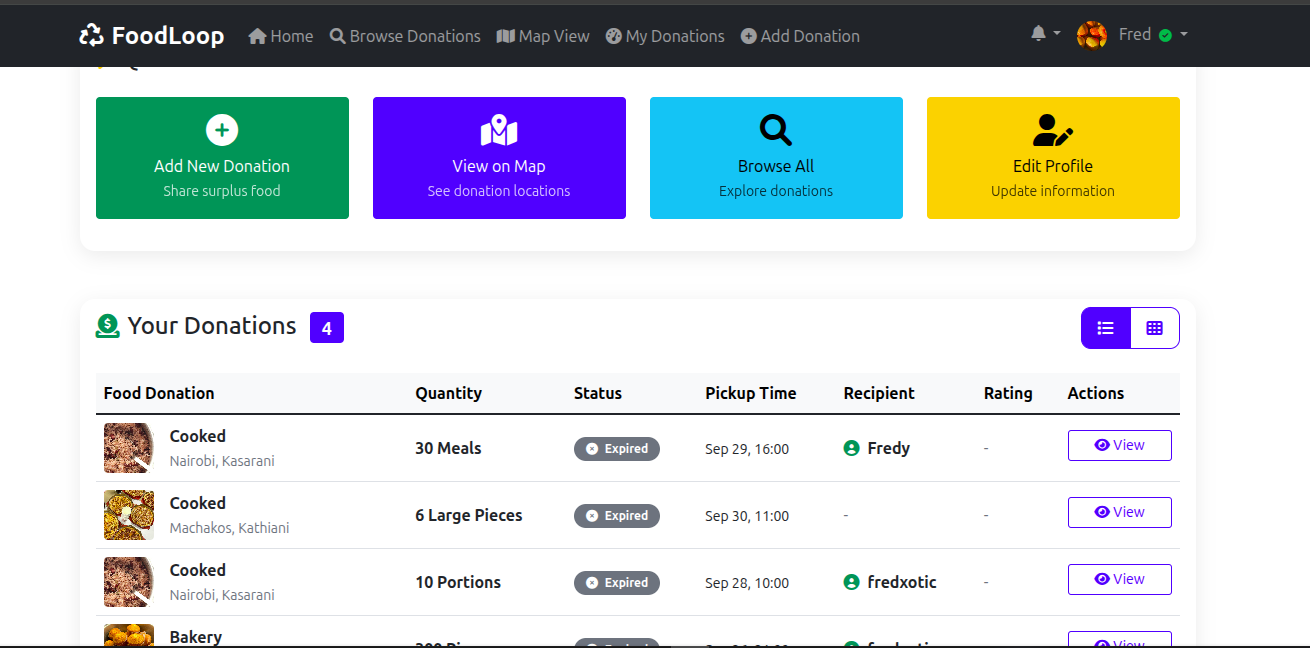 FoodLoop Home Browse Donations Map View My Donations Add Donation Fred
Add New Donation
Share surplus food
View on Map
See donation locations
Browse All
Explore donations
Edit Profile
Update information
Your Donations 4
Food Donation Quantity Status Pickup Time Recipient Rating Actions
Cooked
Nairobi, Kasarani
30 Meals Expired Sep 29, 16:00 Fredy - View
Cooked
Machakos, Kathiani
6 Large Pieces Expired Sep 30, 11:00 - - View
Cooked
Nairobi, Kasarani
10 Portions Expired Sep 28, 10:00 fredxotic - View
Bakery
View